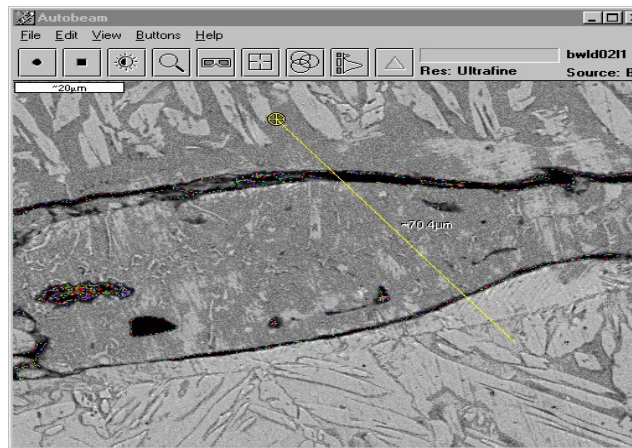 Autobeam
File Edit View Buttons Help
bwld02l1
Res: Ultrafine
Source: B
~20µm
~70.4µm